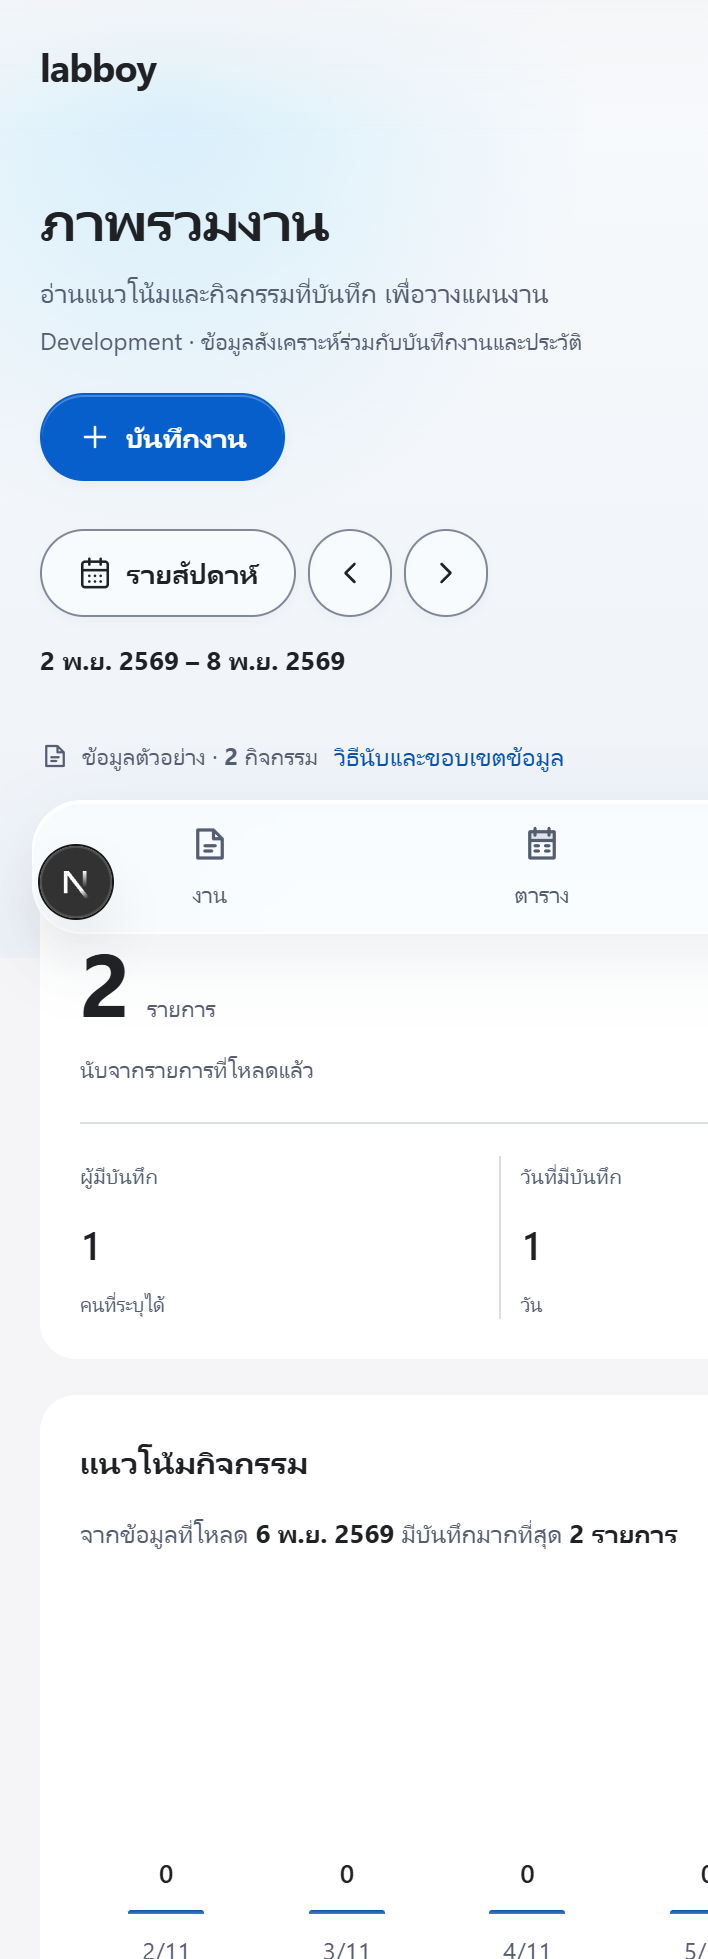 labboy
ภาพรวมงาน
อ่านแนวโน้มและกิจกรรมที่บันทึก เพื่อวางแผนงาน
Development · ข้อมูลสังเคราะห์ร่วมกับบันทึกงานและประวัติ
บันทึกงาน
รายสัปดาห์
2 พ.ย. 2569 – 8 พ.ย. 2569
ข้อมูลตัวอย่าง · 2 กิจกรรม วิธีนับและขอบเขตข้อมูล
N
งาน ตาราง
2 รายการ
นับจากรายการที่โหลดแล้ว
ผู้มีบันทึก วันที่มีบันทึก
1 1
คนที่ระบุได้ วัน
แนวโน้มกิจกรรม
จากข้อมูลที่โหลด 6 พ.ย. 2569 มีบันทึกมากที่สุด 2 รายการ
0 0 0
2/11 3/11 4/11 5/